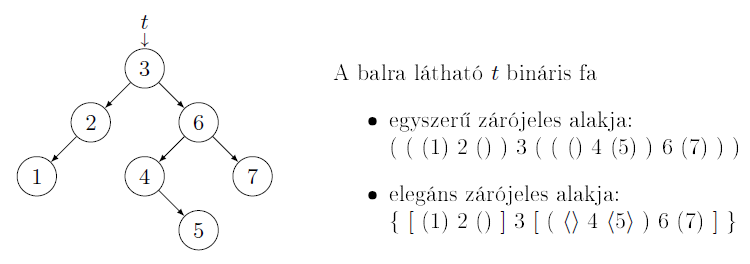 t
3
2 6
1 4 7
5
A balra látható t bináris fa
• egyszerű zárójeles alakja:
( ( (1) 2 () ) 3 ( ( () 4 (5) ) 6 (7) ) )
• elegáns zárójeles alakja:
{ [ (1) 2 () ] 3 [ ( ⟨⟩ 4 ⟨5⟩ ) 6 (7) ] }